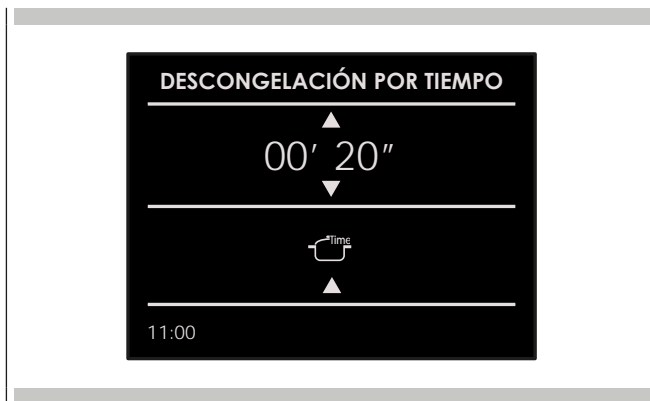 DESCONGELACIÓN POR TIEMPO
00′ 20″
Time
11:00